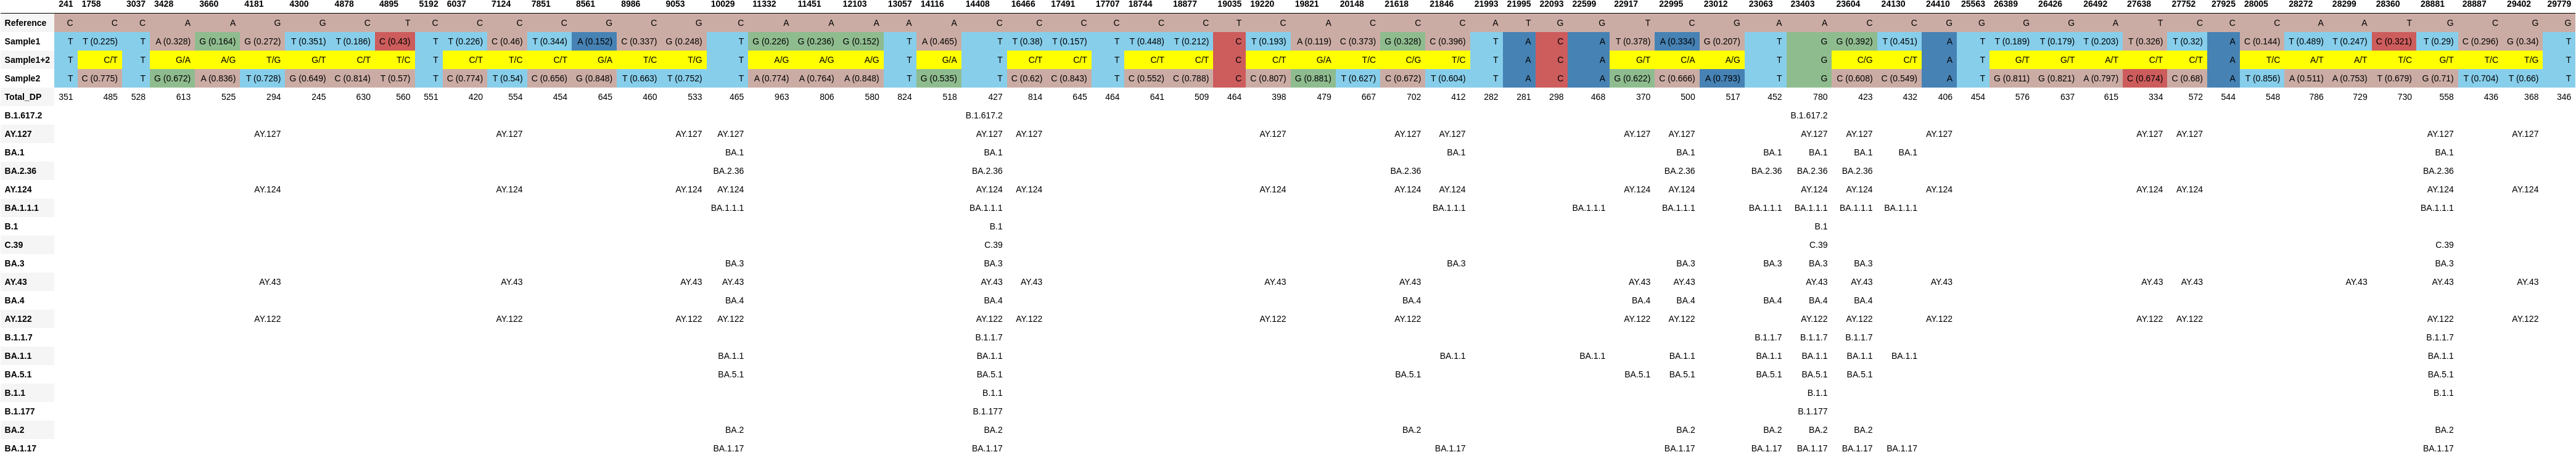 241 1758 3037 3428 3660 4181 4300 4878 4895 5192 6037 7124 7851 8561 8986 9053 10029 11332 11451 12103 13057 14116 14408 16466 17491 17707 18744 18877 19035 19220 19821 20148 21618 21846 21993 21995 22093 22599 22917 22995 23012 23063 23403 23604 24130 24410 25563 26389 26426 26492 27638 27752 27925 28005 28272 28299 28360 28881 28887 29402 29779
Reference C C C A A G G C T C C C C G C G C A A A A A C C C C C C T C A C C C A T G G T C G A A C C G G G G A T C C C A A T G C G G
Sample1 T T (0.225) T A (0.328) G (0.164) G (0.272) T (0.351) T (0.186) C (0.43) T T (0.226) C (0.46) T (0.344) A (0.152) C (0.337) G (0.248) T G (0.226) G (0.236) G (0.152) T A (0.465) T T (0.38) T (0.157) T T (0.448) T (0.212) C T (0.193) A (0.119) C (0.373) G (0.328) C (0.396) T A C A T (0.378) A (0.334) G (0.207) T G G (0.392) T (0.451) A T T (0.189) T (0.179) T (0.203) T (0.326) T (0.32) A C (0.144) T (0.489) T (0.247) C (0.321) T (0.29) C (0.296) G (0.34) T
Sample1+2 T C/T T G/A A/G T/G G/T C/T T/C T C/T T/C C/T G/A T/C T/G T A/G A/G A/G T T/A T C/T C/T T C/T C/T C C/T G/A T/C C/G T/C T A C A G/T C/A A/G T G C/G C/T A T G/T G/T A/T C/T C/T A T/C A/T A/T T/C G/T T/C T/G T
Sample2 T C (0.775) T G (0.672) A (0.836) T (0.728) G (0.649) C (0.814) T (0.57) T C (0.774) T (0.54) C (0.656) G (0.848) T (0.663) T (0.752) T A (0.774) A (0.764) A (0.848) T G (0.535) T C (0.62) C (0.843) T C (0.552) C (0.788) C C (0.807) G (0.881) T (0.627) C (0.672) T (0.604) T A C A G (0.622) C (0.666) A (0.793) T G C (0.608) C (0.549) A T G (0.811) G (0.821) A (0.797) C (0.674) C (0.68) A T (0.856) A (0.511) A (0.753) T (0.679) G (0.71) T (0.704) T (0.66) T
Total_DP 351 485 528 613 525 294 245 630 560 551 420 554 454 645 460 533 465 963 806 580 824 518 427 814 645 464 641 509 464 398 479 667 702 412 282 281 298 468 370 500 517 452 780 423 432 406 454 576 637 615 334 572 544 548 786 729 730 558 436 368 346
B.1.617.2 B.1.617.2 B.1.617.2
AY.127 AY.127 AY.127 AY.127 AY.127 AY.127 AY.127 AY.127 AY.127 AY.127 AY.127 AY.127 AY.127 AY.127 AY.127 AY.127 AY.127 AY.127 AY.127
BA.1 BA.1 BA.1 BA.1 BA.1 BA.1 BA.1 BA.1 BA.1 BA.1
BA.2.36 BA.2.36 BA.2.36 BA.2.36 BA.2.36 BA.2.36 BA.2.36 BA.2.36 BA.2.36
AY.124 AY.124 AY.124 AY.124 AY.124 AY.124 AY.124 AY.124 AY.124 AY.124 AY.124 AY.124 AY.124 AY.124 AY.124 AY.124 AY.124 AY.124 AY.124
BA.1.1.1 BA.1.1.1 BA.1.1.1 BA.1.1.1 BA.1.1.1 BA.1.1.1 BA.1.1.1 BA.1.1.1 BA.1.1.1 BA.1.1.1 BA.1.1.1
B.1 B.1 B.1
C.39 C.39 C.39 C.39
BA.3 BA.3 BA.3 BA.3 BA.3 BA.3 BA.3 BA.3 BA.3
AY.43 AY.43 AY.43 AY.43 AY.43 AY.43 AY.43 AY.43 AY.43 AY.43 AY.43 AY.43 AY.43 AY.43 AY.43 AY.43 AY.43 AY.43 AY.43
BA.4 BA.4 BA.4 BA.4 BA.4 BA.4 BA.4 BA.4 BA.4
AY.122 AY.122 AY.122 AY.122 AY.122 AY.122 AY.122 AY.122 AY.122 AY.122 AY.122 AY.122 AY.122 AY.122 AY.122 AY.122 AY.122 AY.122
B.1.1.7 B.1.1.7 B.1.1.7 B.1.1.7 B.1.1.7 B.1.1.7
BA.1.1 BA.1.1 BA.1.1 BA.1.1 BA.1.1 BA.1.1 BA.1.1 BA.1.1 BA.1.1 BA.1.1 BA.1.1
BA.5.1 BA.5.1 BA.5.1 BA.5.1 BA.5.1 BA.5.1 BA.5.1 BA.5.1 BA.5.1 BA.5.1
B.1.1 B.1.1 B.1.1 B.1.1
B.1.177 B.1.177 B.1.177
BA.2 BA.2 BA.2 BA.2 BA.2 BA.2 BA.2 BA.2 BA.2
BA.1.17 BA.1.17 BA.1.17 BA.1.17 BA.1.17 BA.1.17 BA.1.17 BA.1.17 BA.1.17 BA.1.17